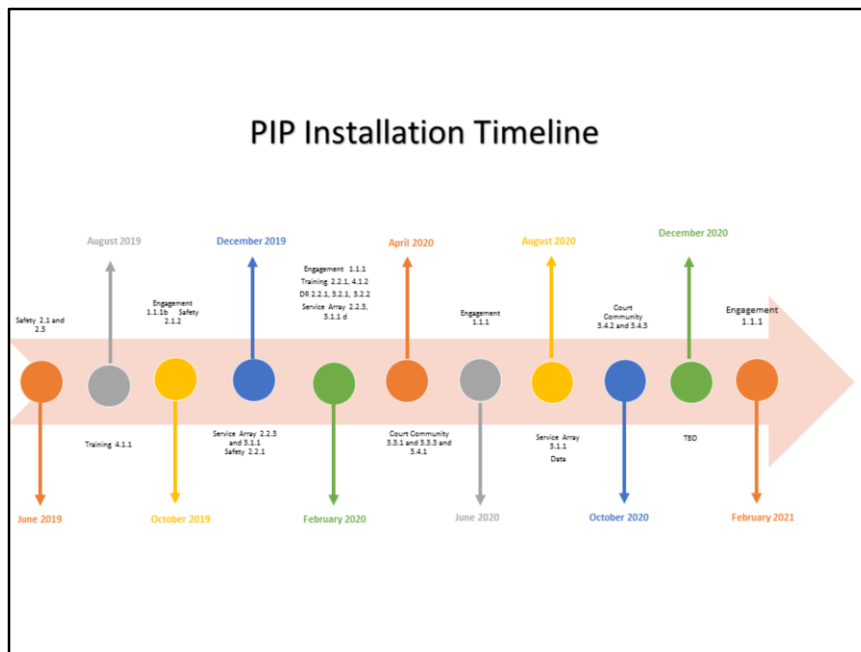 PIP Installation Timeline
August 2019
December 2019
April 2020
August 2020
December 2020
Safety 2.1 and
2.3
Engagement
1.1.1b Safety
2.1.2
Engagement 1.1.1
Training 2.2.1, 4.1.2
DR 2.2.1, 3.2.1, 3.2.2
Service Array 2.2.3,
3.1.1 d
Engagement
1.1.1
Court
Community
3.4.2 and 3.4.3
Engagement
1.1.1
Training 4.1.1
Service Array 2.2.3
and 3.1.1
Safety 2.2.1
Court Community
3.3.1 and 3.3.3 and
3.4.1
Service Array
3.1.1
Data
TBD
June 2019
October 2019
February 2020
June 2020
October 2020
February 2021